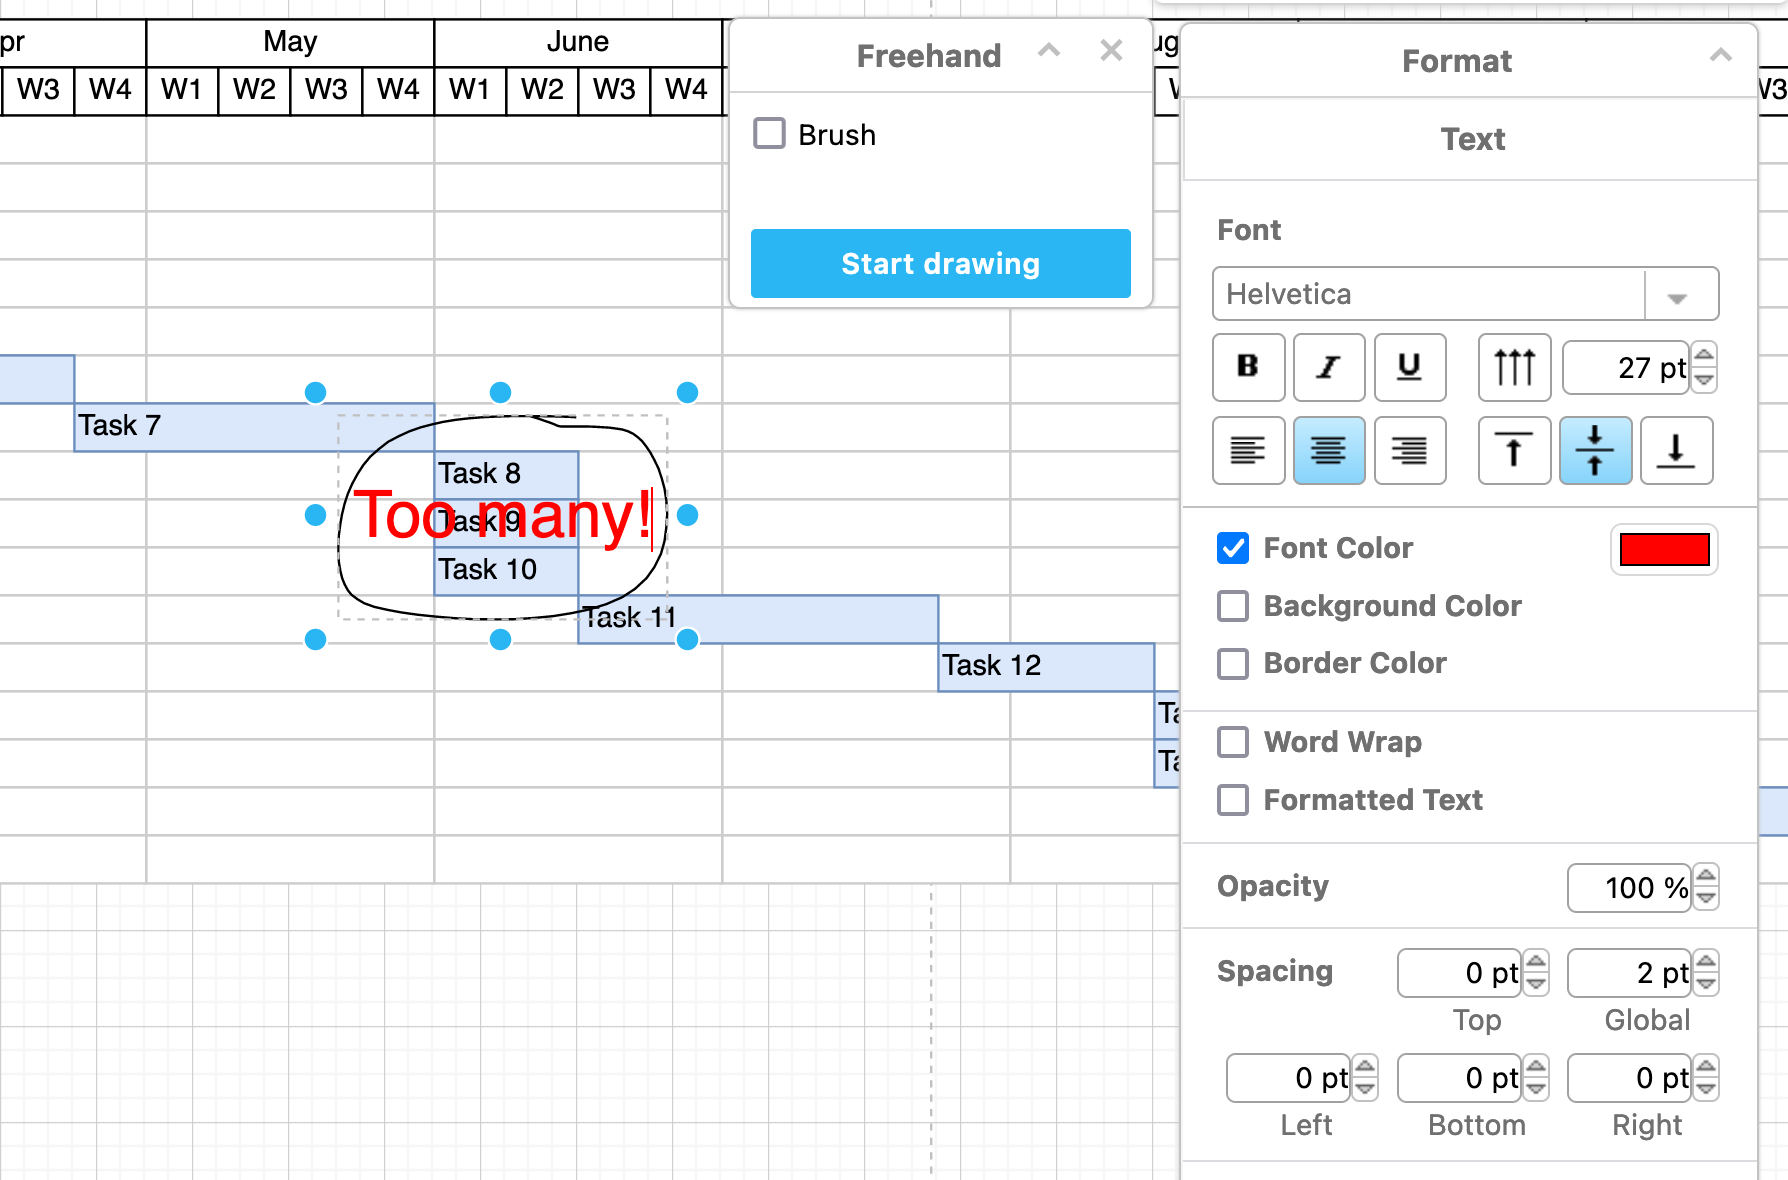 pr May June ug
W3 W4 W1 W2 W3 W4 W1 W2 W3 W4 W3
Freehand
Brush
Start drawing
Task 7
Task 8
Task 9
Too many!
Task 10
Task 11
Task 12
Ta
Ta
Format
Text
Font
Helvetica
B I U 27 pt
Font Color
Background Color
Border Color
Word Wrap
Formatted Text
Opacity 100 %
Spacing 0 pt 2 pt
Top Global
0 pt 0 pt 0 pt
Left Bottom Right